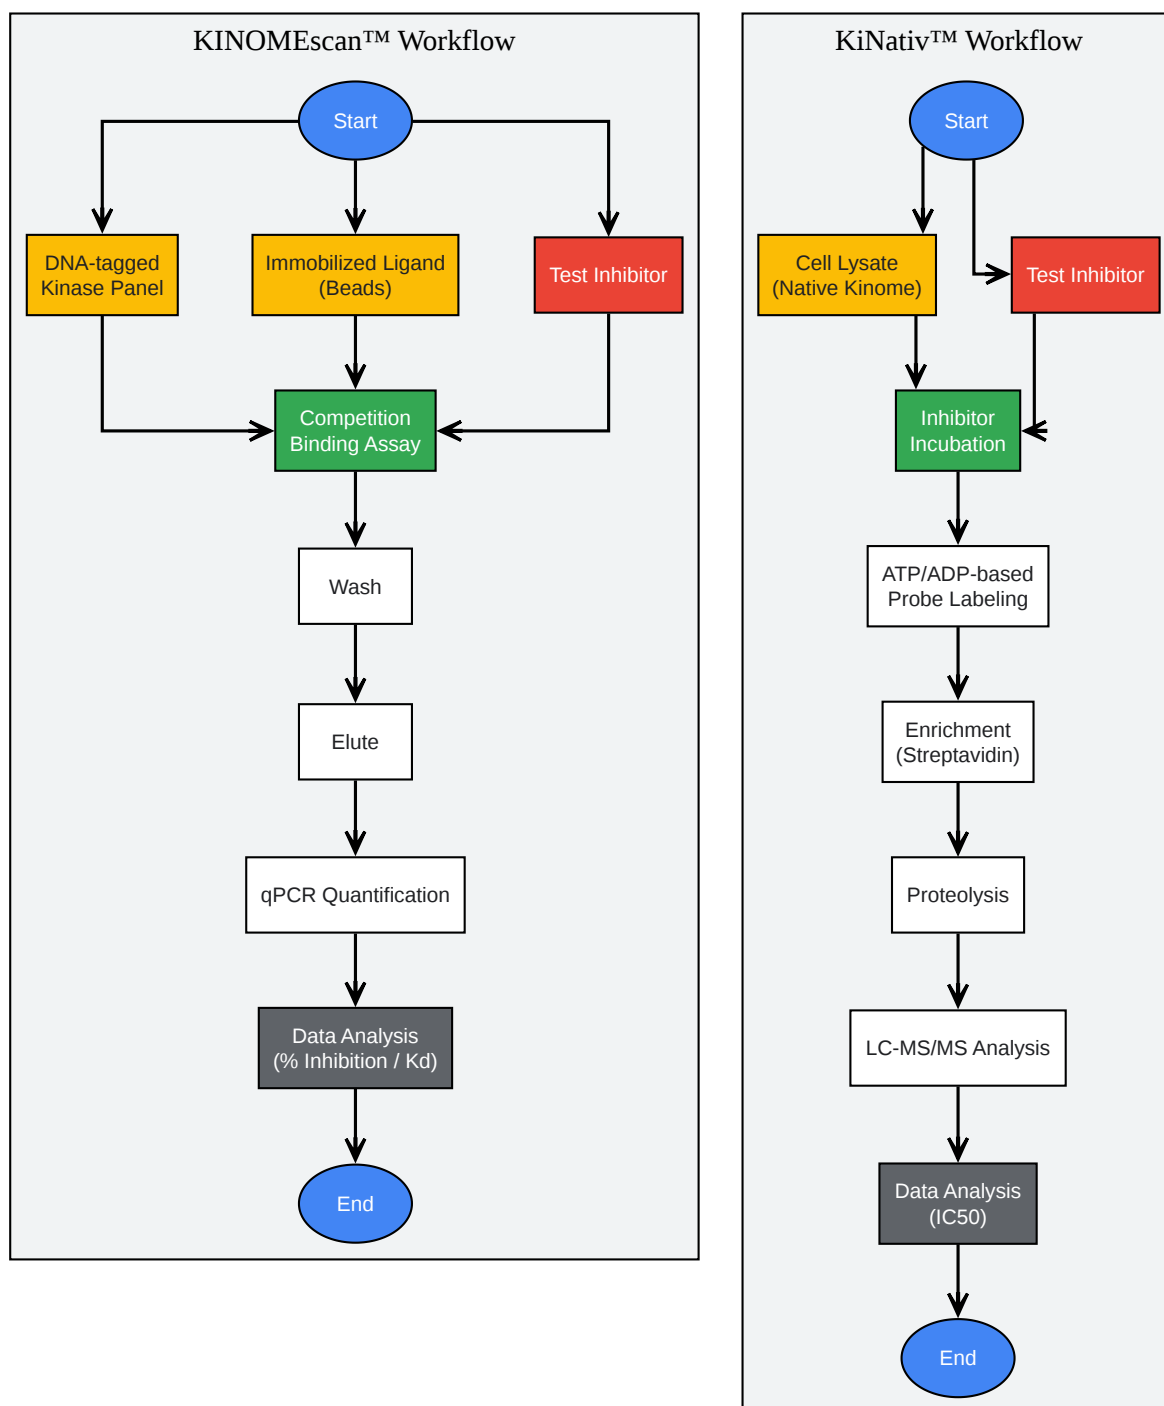 KINOMEscan™ Workflow
Start
DNA-tagged
Kinase Panel
Immobilized Ligand
(Beads)
Test Inhibitor
Competition
Binding Assay
Wash
Elute
qPCR Quantification
Data Analysis
(% Inhibition / Kd)
End
KiNativ™ Workflow
Start
Cell Lysate
(Native Kinome)
Test Inhibitor
Inhibitor
Incubation
ATP/ADP-based
Probe Labeling
Enrichment
(Streptavidin)
Proteolysis
LC-MS/MS Analysis
Data Analysis
(IC50)
End